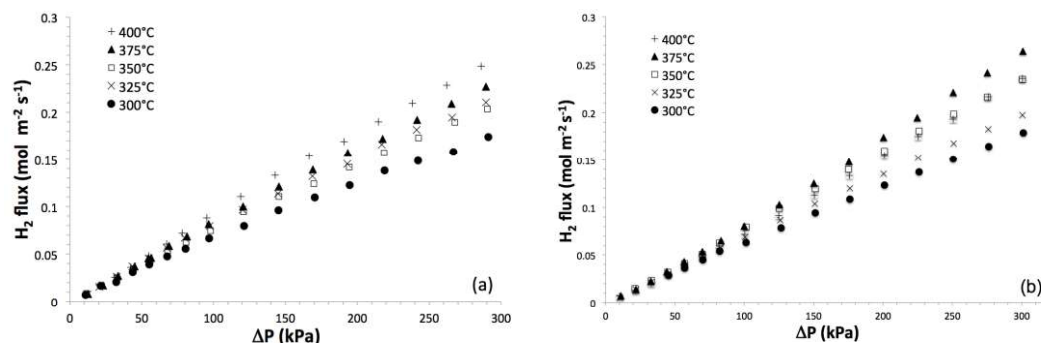 0.3
0.25
0.2
0.15
0.1
0.05
0
H₂ flux (mol m⁻² s⁻¹)
+ 400°C
▲ 375°C
□ 350°C
× 325°C
● 300°C
(a)
0 50 100 150 200 250 300
ΔP (kPa)
0.3
0.25
0.2
0.15
0.1
0.05
0
H₂ flux (mol m⁻² s⁻¹)
+ 400°C
▲ 375°C
□ 350°C
× 325°C
● 300°C
(b)
0 50 100 150 200 250 300 350
ΔP (kPa)